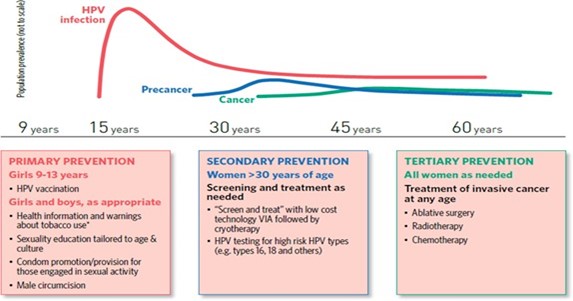 Population prevalence (not to scale)
HPV
infection
Precancer
Cancer
9 years
15 years
30 years
45 years
60 years
PRIMARY PREVENTION
Girls 9-13 years
• HPV vaccination
Girls and boys, as appropriate
• Health information and warnings
about tobacco use*
• Sexuality education tailored to age &
culture
• Condom promotion/provision for
those engaged in sexual activity
• Male circumcision
SECONDARY PREVENTION
Women >30 years of age
Screening and treatment as
needed
• “Screen and treat” with low cost
technology VIA followed by
cryotherapy
• HPV testing for high risk HPV types
(e.g. types 16, 18 and others)
TERTIARY PREVENTION
All women as needed
Treatment of invasive cancer
at any age
• Ablative surgery
• Radiotherapy
• Chemotherapy